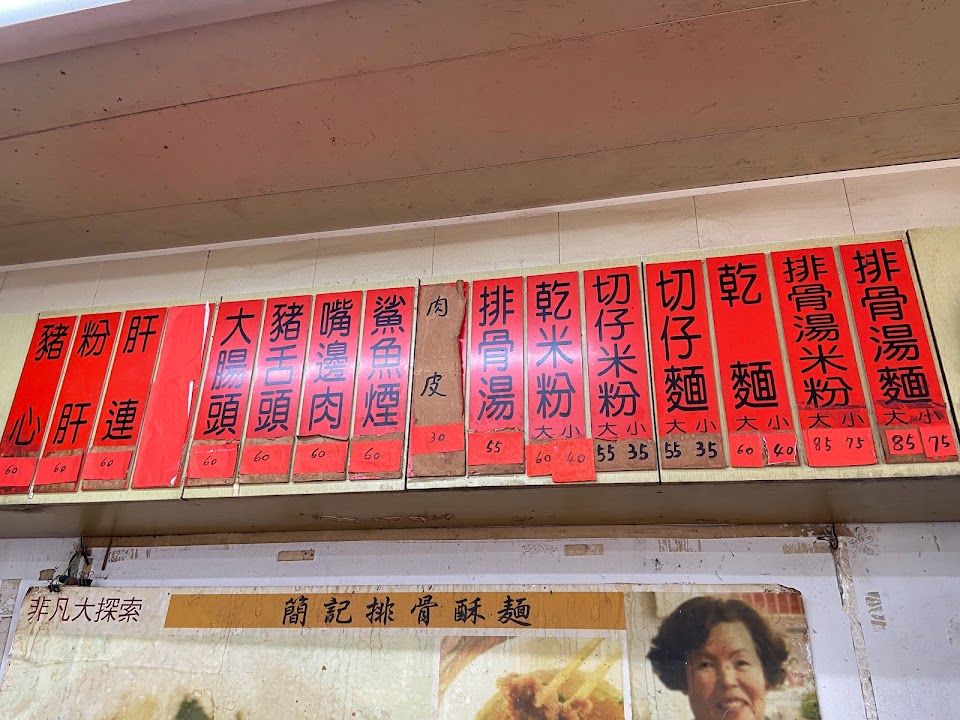 排骨湯麵 大 小 85 75
排骨湯米粉 大 小 85 75
乾麵 大 小 60 40
切仔麵 大 小 55 35
切仔米粉 大 小 55 35
乾米粉 大 小 60 40
排骨湯 55
肉皮 30
鯊魚煙 60
嘴邊肉 60
豬舌頭 60
大腸頭 60
肝連 60
粉肝 60
豬心 60
非凡大探索
簡記排骨酥麵